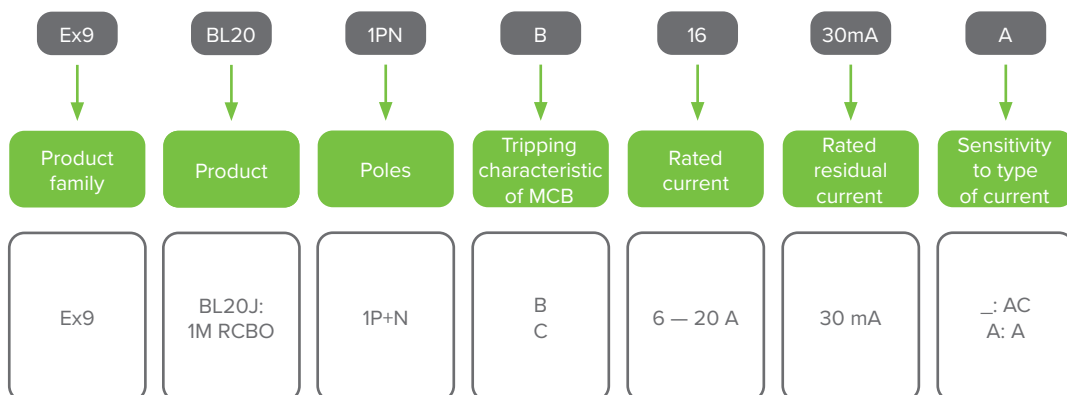 Ex9
BL20
1PN
B
16
30mA
A
Product
family
Product
Poles
Tripping
characteristic
of MCB
Rated
current
Rated
residual
current
Sensitivity
to type
of current
Ex9
BL20J:
1M RCBO
1P+N
B
C
6 — 20 A
30 mA
_: AC
A: A